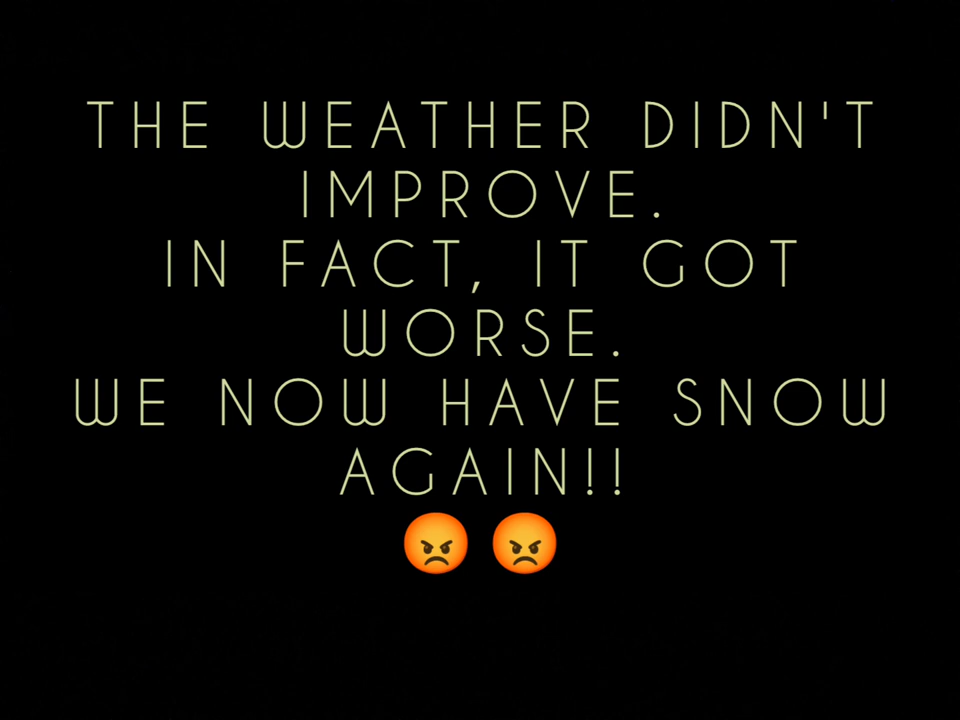 THE WEATHER DIDN'T
IMPROVE.
IN FACT, IT GOT
WORSE.
WE NOW HAVE SNOW
AGAIN!!
😡 😡